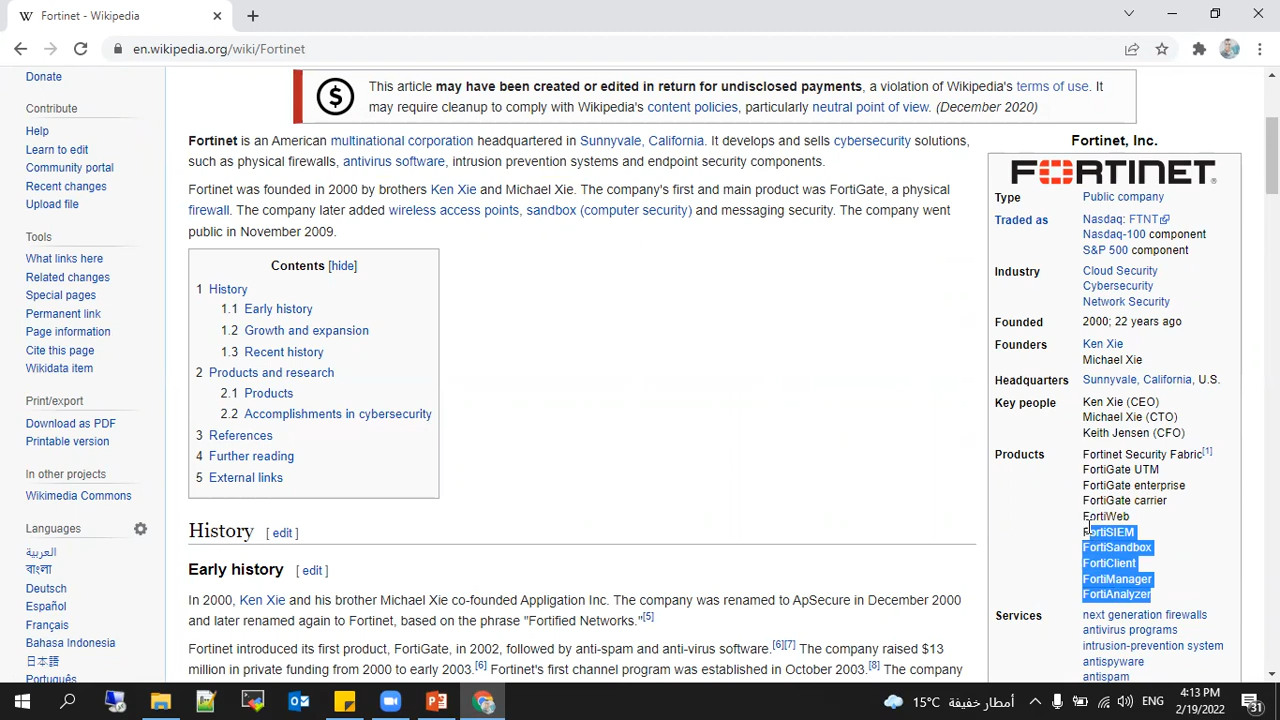 Fortinet - Wikipedia
en.wikipedia.org/wiki/Fortinet
Donate
Contribute
Help
Learn to edit
Community portal
Recent changes
Upload file
Tools
What links here
Related changes
Special pages
Permanent link
Page information
Cite this page
Wikidata item
Print/export
Download as PDF
Printable version
In other projects
Wikimedia Commons
Languages
العربية
বাংলা
Deutsch
Español
Français
Bahasa Indonesia
日本語
Português
This article may have been created or edited in return for undisclosed payments, a violation of Wikipedia's terms of use. It
may require cleanup to comply with Wikipedia's content policies, particularly neutral point of view. (December 2020)
Fortinet is an American multinational corporation headquartered in Sunnyvale, California. It develops and sells cybersecurity solutions,
such as physical firewalls, antivirus software, intrusion prevention systems and endpoint security components.
Fortinet was founded in 2000 by brothers Ken Xie and Michael Xie. The company's first and main product was FortiGate, a physical
firewall. The company later added wireless access points, sandbox (computer security) and messaging security. The company went
public in November 2009.
Contents [hide]
1 History
1.1 Early history
1.2 Growth and expansion
1.3 Recent history
2 Products and research
2.1 Products
2.2 Accomplishments in cybersecurity
3 References
4 Further reading
5 External links
History [ edit ]
Early history [ edit ]
In 2000, Ken Xie and his brother Michael Xie co-founded Appligation Inc. The company was renamed to ApSecure in December 2000
and later renamed again to Fortinet, based on the phrase "Fortified Networks."[5]
Fortinet introduced its first product, FortiGate, in 2002, followed by anti-spam and anti-virus software.[6][7] The company raised $13
million in private funding from 2000 to early 2003.[6] Fortinet's first channel program was established in October 2003.[8] The company
Fortinet, Inc.
FORTINET®
Type Public company
Traded as Nasdaq: FTNT
Nasdaq-100 component
S&P 500 component
Industry Cloud Security
Cybersecurity
Network Security
Founded 2000; 22 years ago
Founders Ken Xie
Michael Xie
Headquarters Sunnyvale, California, U.S.
Key people Ken Xie (CEO)
Michael Xie (CTO)
Keith Jensen (CFO)
Products Fortinet Security Fabric[1]
FortiGate UTM
FortiGate enterprise
FortiGate carrier
FortiWeb
FortiSIEM
FortiSandbox
FortiClient
FortiManager
FortiAnalyzer
Services next generation firewalls
antivirus programs
intrusion-prevention system
antispyware
antispam
15°C أمطار خفيفة
ENG
4:13 PM
2/19/2022
31